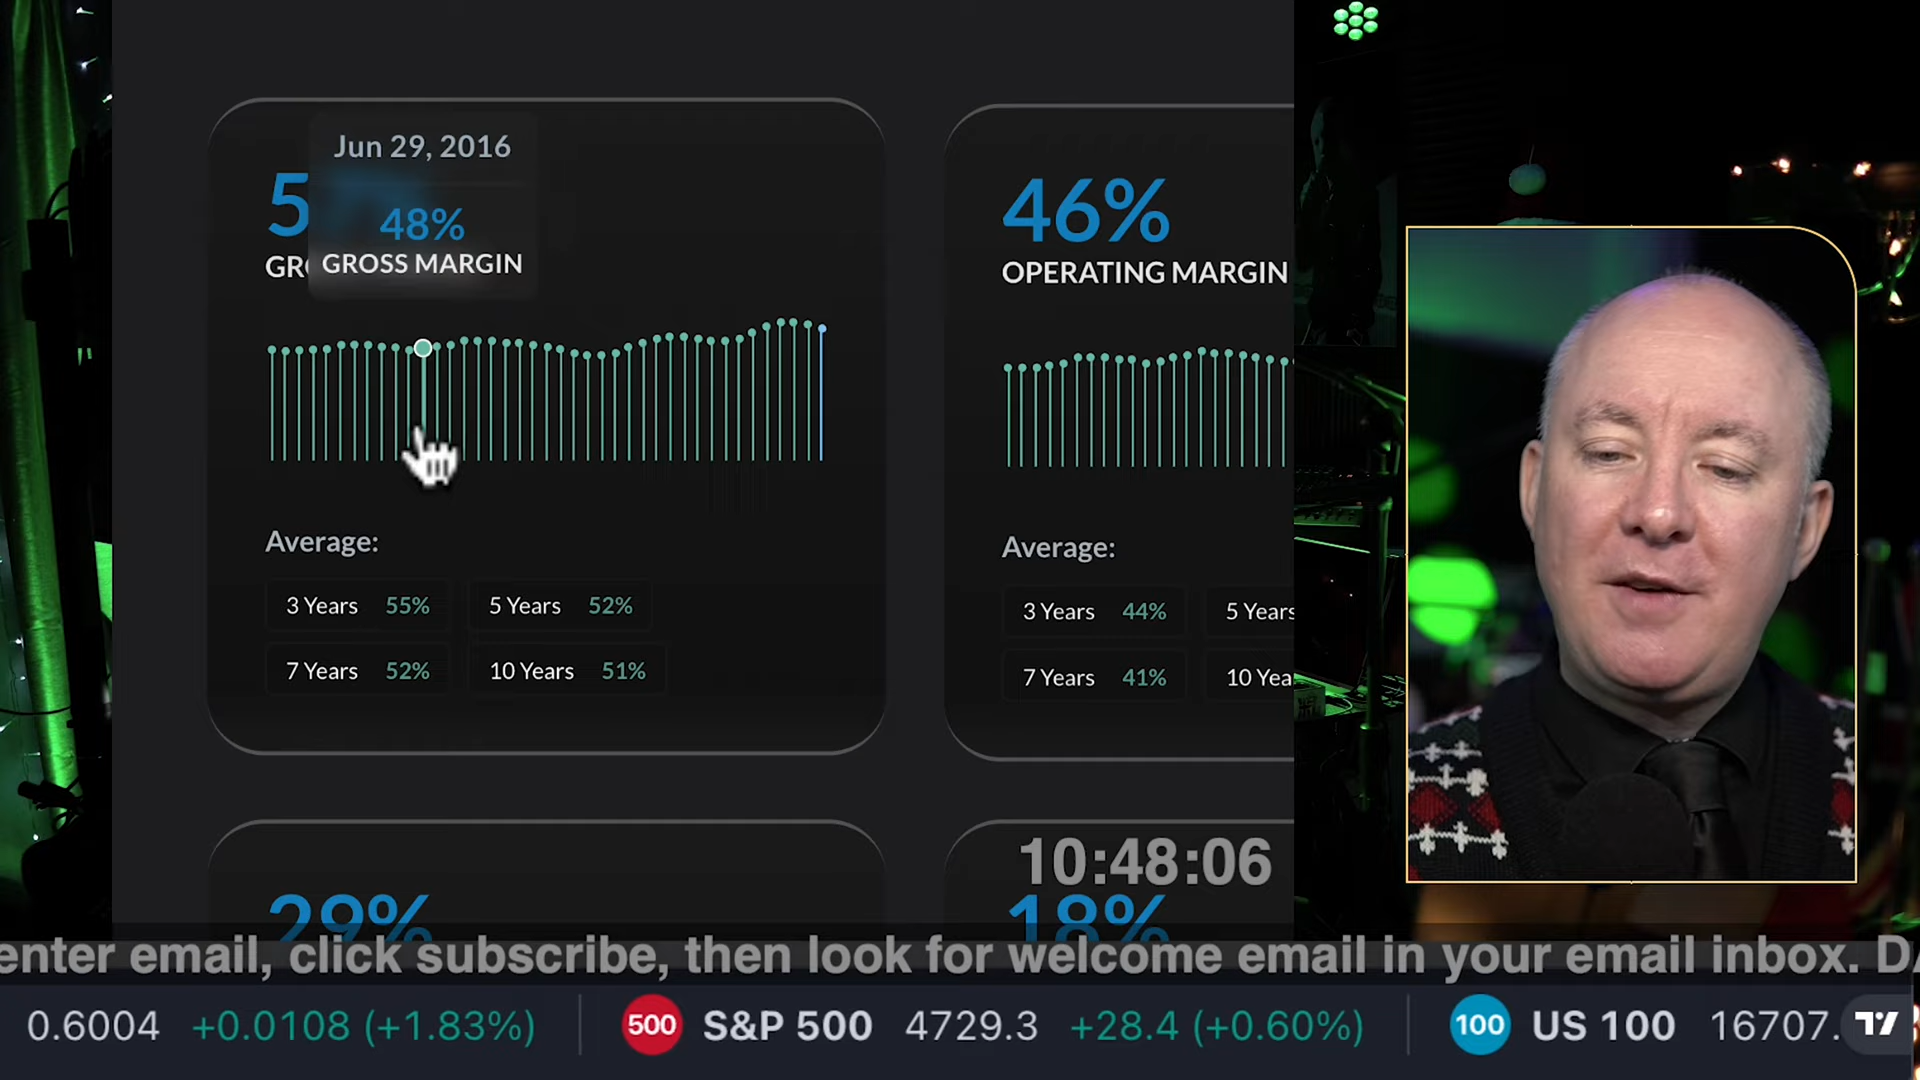 Jun 29, 2016
5
48%
GR
GROSS MARGIN
Average:
3 Years 55%
5 Years 52%
7 Years 52%
10 Years 51%
46%
OPERATING MARGIN
Average:
3 Years 44%
5 Years
7 Years 41%
10 Yea
29%
18%
10:48:06
enter email, click subscribe, then look for welcome email in your email inbox. D
0.6004 +0.0108 (+1.83%)
500 S&P 500 4729.3 +28.4 (+0.60%)
100 US 100 16707.